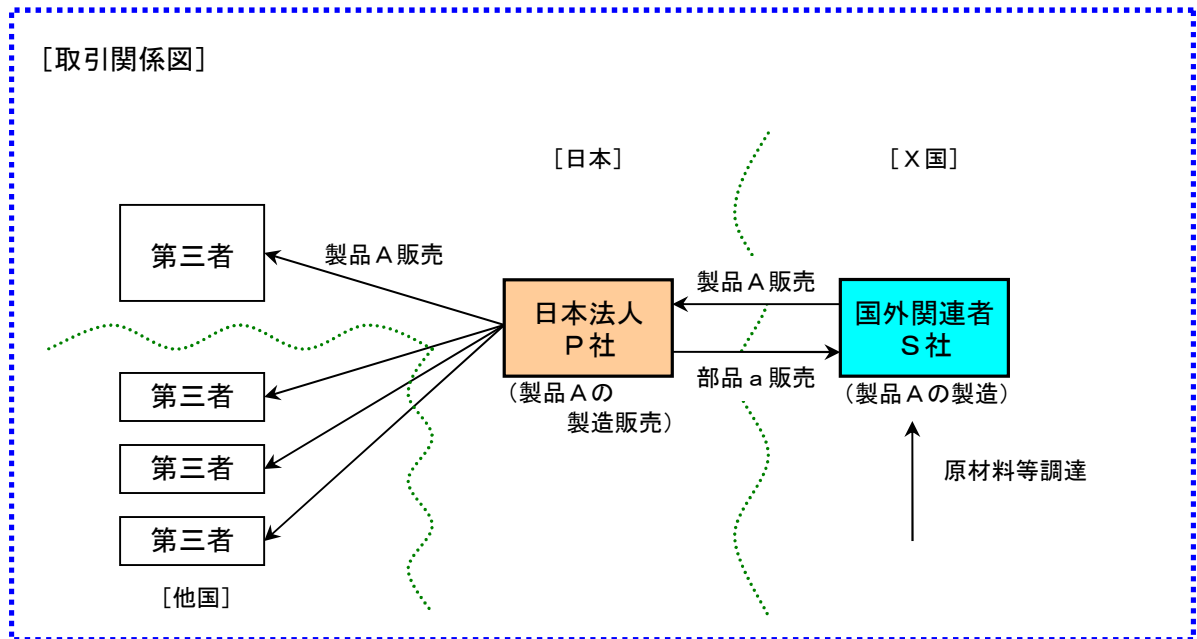 ［取引関係図］
［日本］
［Ｘ国］
第三者
製品Ａ販売
日本法人
Ｐ社
（製品Ａの
製造販売）
製品Ａ販売
部品ａ販売
国外関連者
Ｓ社
（製品Ａの製造）
原材料等調達
第三者
第三者
第三者
［他国］